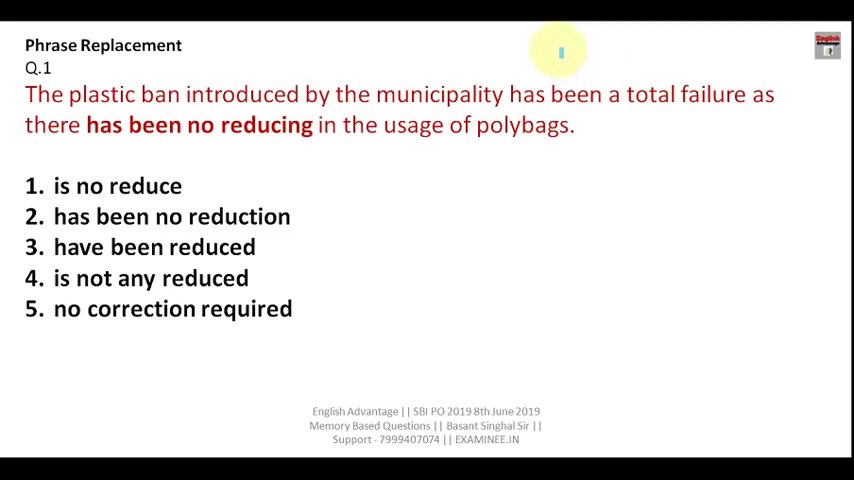 English
Advantage
Phrase Replacement
Q.1
The plastic ban introduced by the municipality has been a total failure as
there has been no reducing in the usage of polybags.
1. is no reduce
2. has been no reduction
3. have been reduced
4. is not any reduced
5. no correction required
English Advantage || SBI PO 2019 8th June 2019
Memory Based Questions || Basant Singhal Sir ||
Support - 7999407074 || EXAMINEE.IN